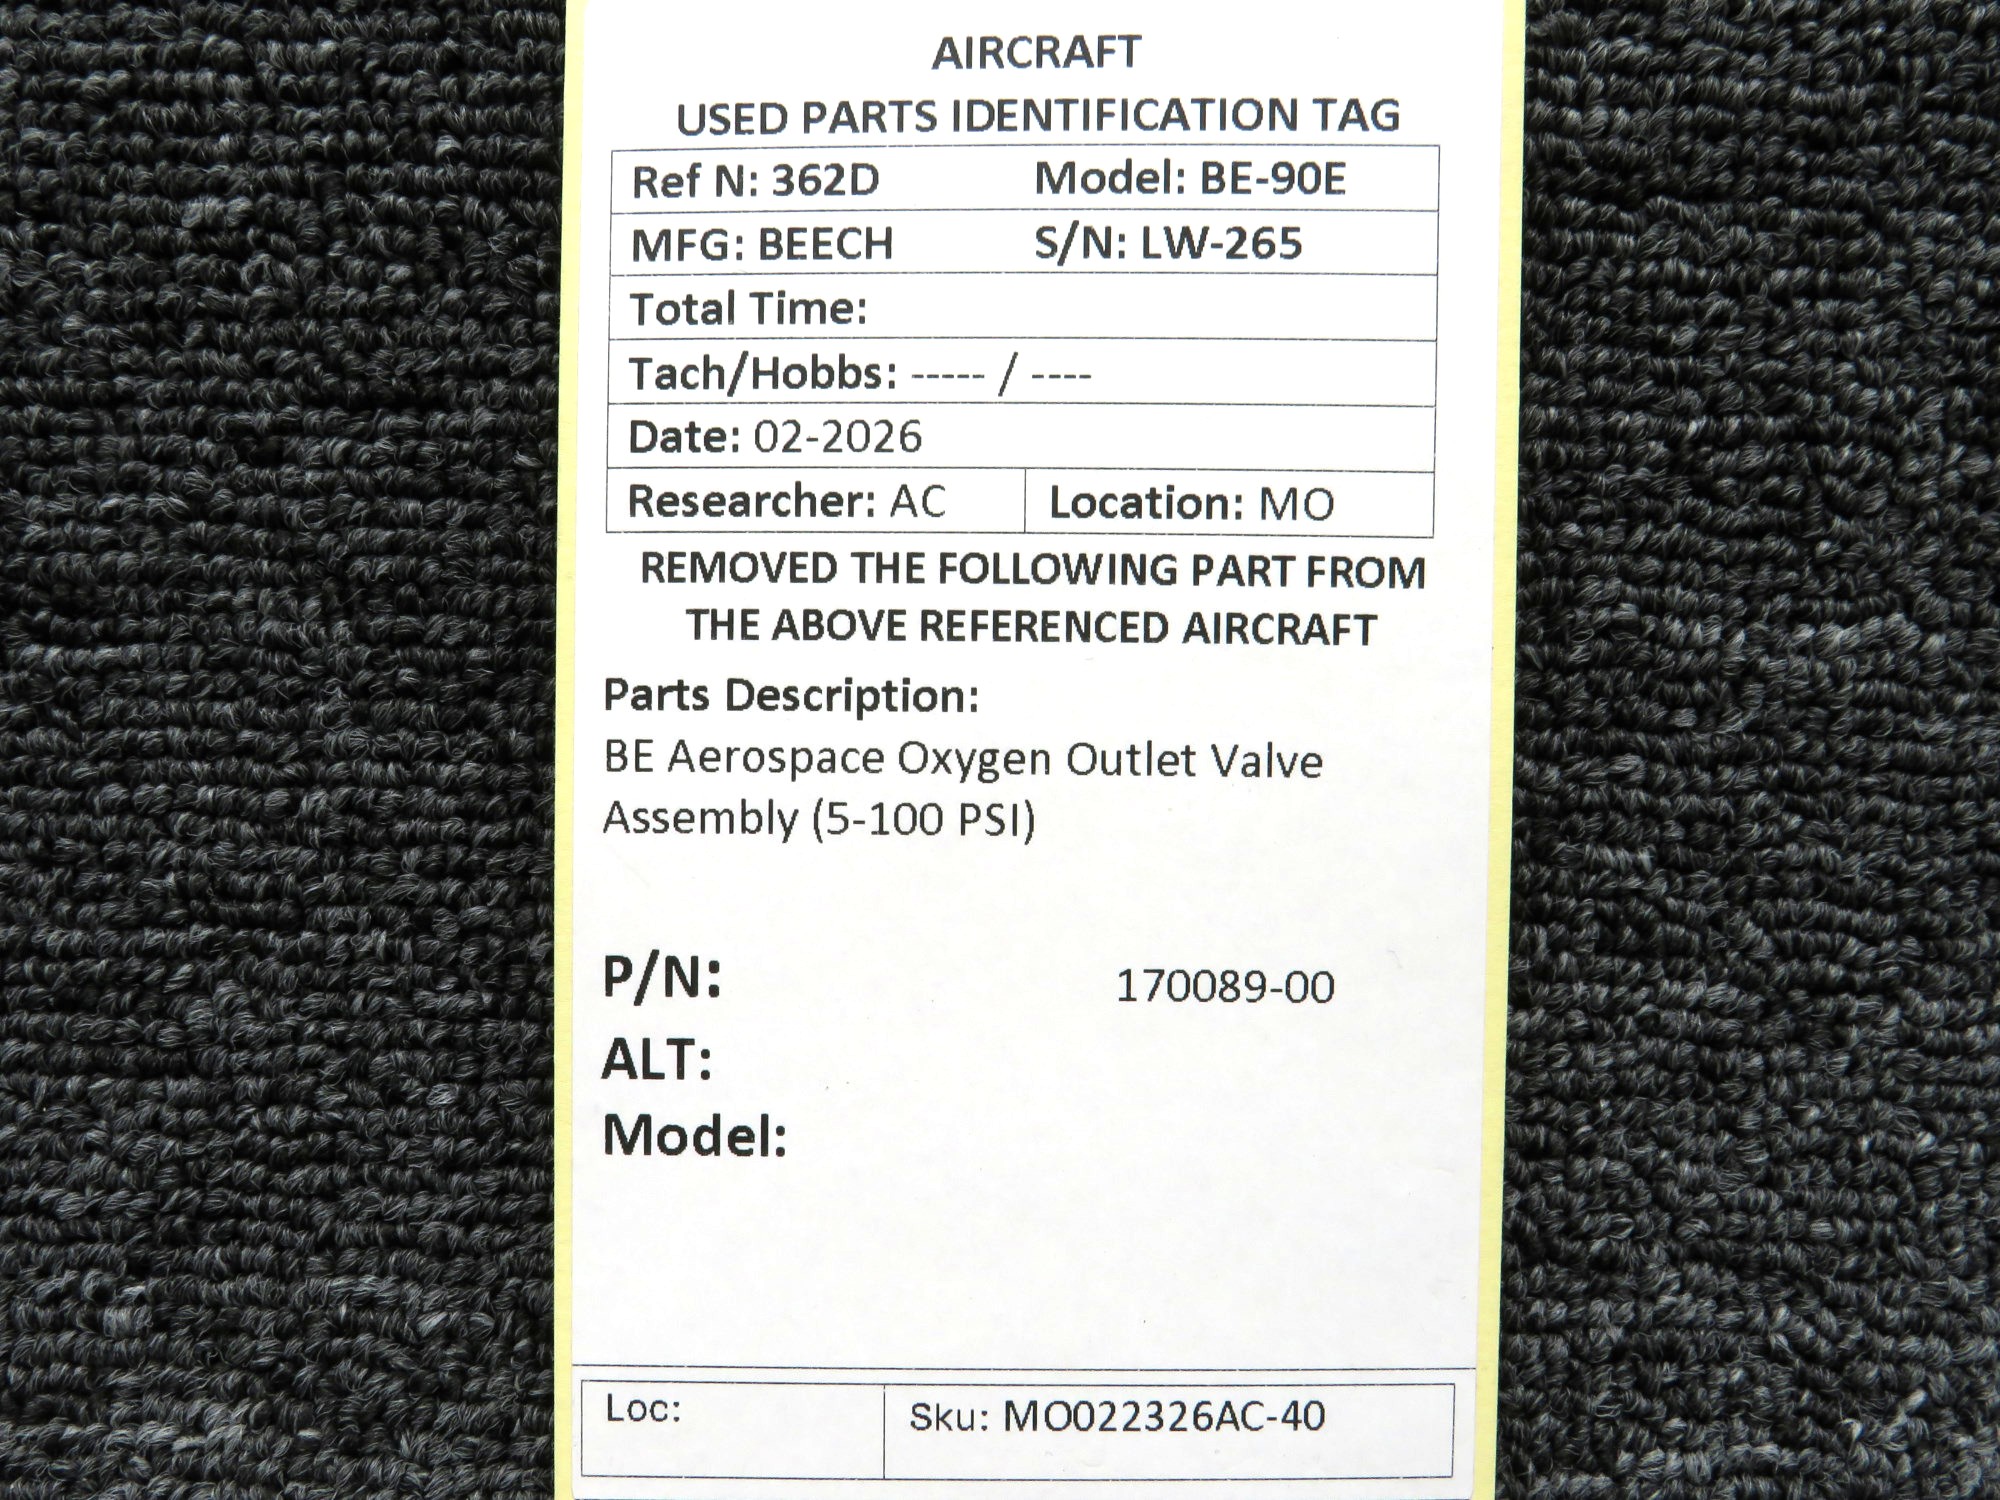 AIRCRAFT
USED PARTS IDENTIFICATION TAG
Ref N: 362D Model: BE-90E
MFG: BEECH S/N: LW-265
Total Time:
Tach/Hobbs: ----- / ----
Date: 02-2026
Researcher: AC Location: MO
REMOVED THE FOLLOWING PART FROM
THE ABOVE REFERENCED AIRCRAFT
Parts Description:
BE Aerospace Oxygen Outlet Valve
Assembly (5-100 PSI)
P/N: 170089-00
ALT:
Model:
Loc: Sku: MO022326AC-40